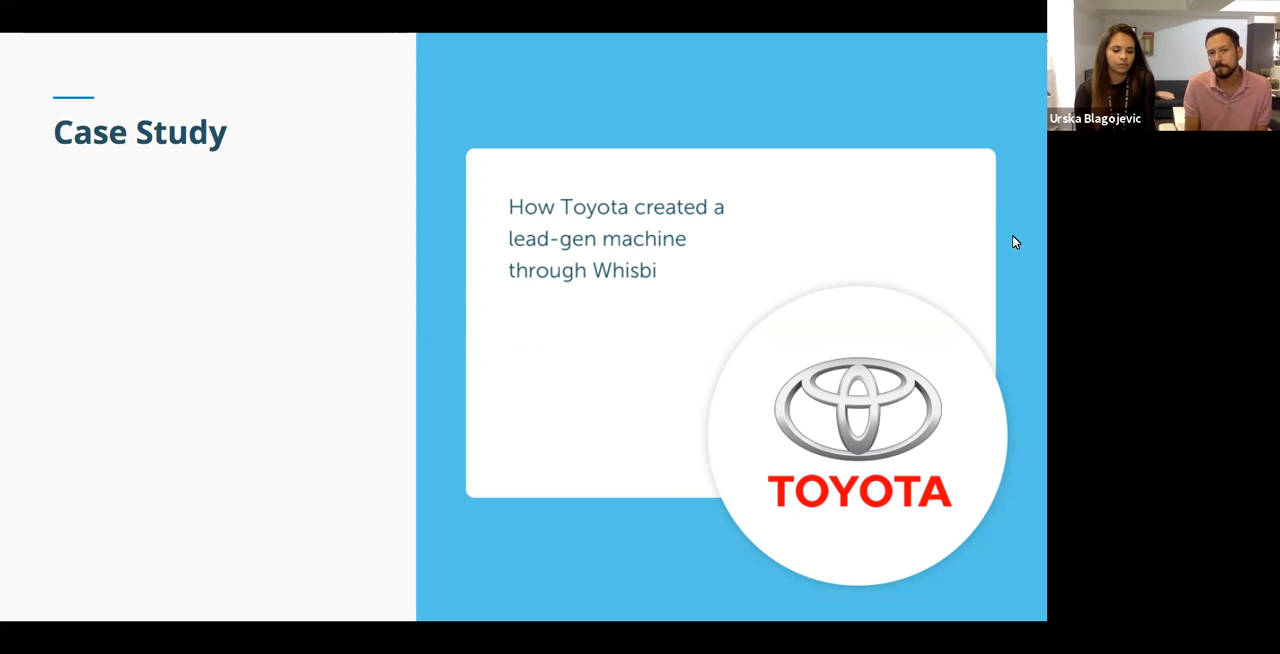 Case Study
How Toyota created a
lead-gen machine
through Whisbi
TOYOTA
Urska Blagojevic